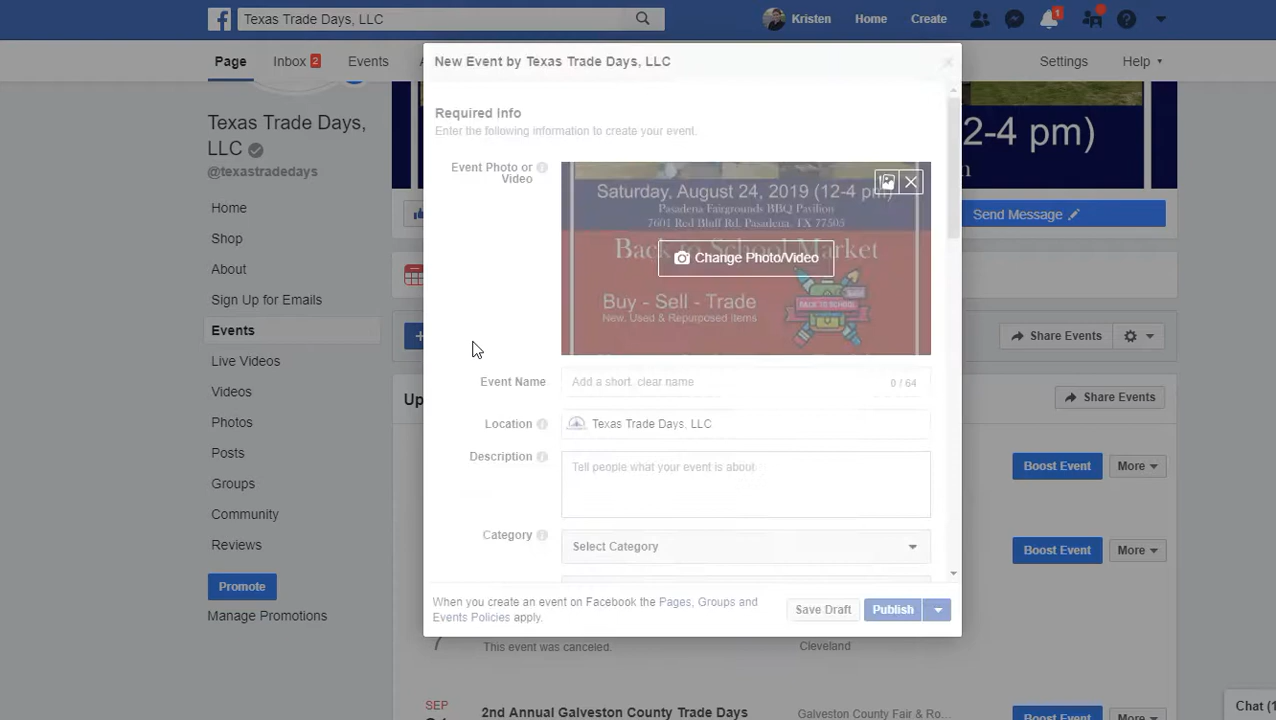 Texas Trade Days, LLC
Kristen
Home
Create
1
Page
Inbox 2
Events
Settings
Help
New Event by Texas Trade Days, LLC
2-4 pm)
Texas Trade Days,
LLC
@texastradedays
Send Message
Home
Shop
About
Sign Up for Emails
Events
Live Videos
Videos
Photos
Posts
Groups
Community
Reviews
Promote
Manage Promotions
Required Info
Enter the following information to create your event.
Event Photo or
Video
Saturday, August 24, 2019 (12-4 pm)
Pasadena Fairgrounds BBQ Pavilion
7601 Red Bluff Rd, Pasadena, TX 77505
Back to School Market
Change Photo/Video
Buy - Sell - Trade
New, Used & Repurposed Items
BACK TO SCHOOL
Event Name
Add a short, clear name
0 / 64
Location
Texas Trade Days, LLC
Description
Tell people what your event is about
Category
Select Category
When you create an event on Facebook the Pages, Groups and
Events Policies apply.
Save Draft
Publish
Share Events
Share Events
Boost Event
More
Boost Event
More
7
This event was canceled.
Cleveland
SEP
2nd Annual Galveston County Trade Days
Galveston County Fair & Ro...
Boost Event
More
Chat (1